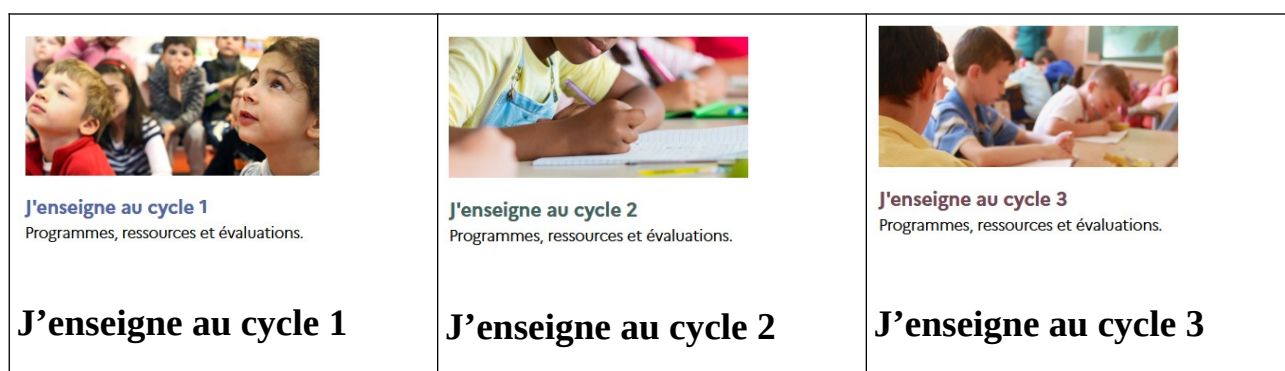 J'enseigne au cycle 1
Programmes, ressources et évaluations.
J’enseigne au cycle 1
J'enseigne au cycle 2
Programmes, ressources et évaluations.
J’enseigne au cycle 2
J'enseigne au cycle 3
Programmes, ressources et évaluations.
J’enseigne au cycle 3